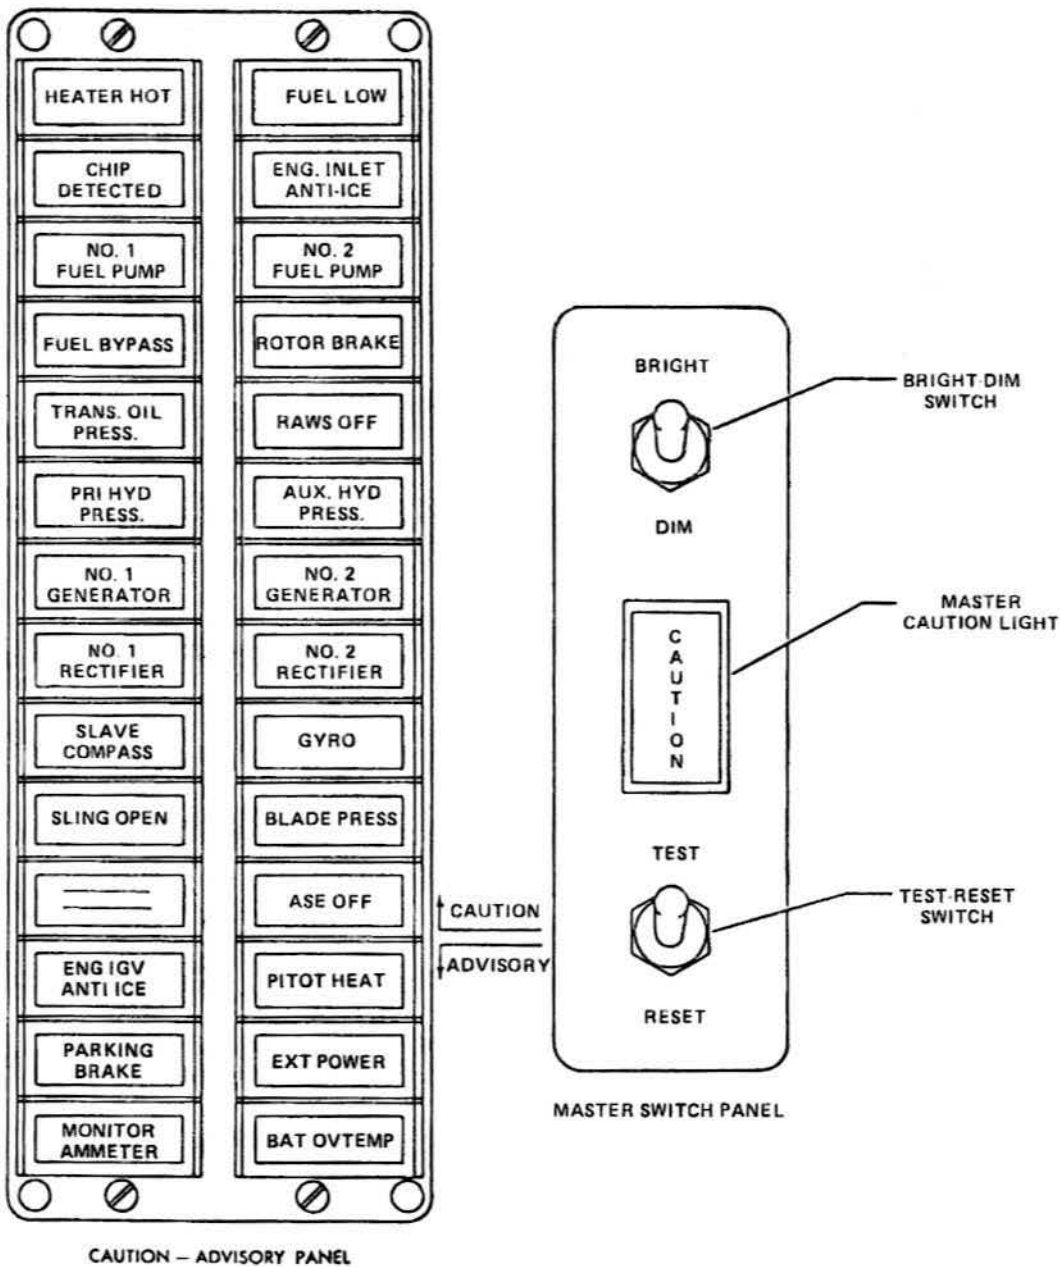 HEATER HOT
FUEL LOW
CHIP
DETECTED
ENG. INLET
ANTI-ICE
NO. 1
FUEL PUMP
NO. 2
FUEL PUMP
FUEL BYPASS
ROTOR BRAKE
TRANS. OIL
PRESS.
RAWS OFF
PRI HYD
PRESS.
AUX. HYD
PRESS.
NO. 1
GENERATOR
NO. 2
GENERATOR
NO. 1
RECTIFIER
NO. 2
RECTIFIER
SLAVE
COMPASS
GYRO
SLING OPEN
BLADE PRESS
ASE OFF
ENG IGV
ANTI ICE
PITOT HEAT
PARKING
BRAKE
EXT POWER
MONITOR
AMMETER
BAT OVTEMP
CAUTION
ADVISORY
CAUTION – ADVISORY PANEL
BRIGHT
DIM
BRIGHT-DIM
SWITCH
CAUTION
MASTER
CAUTION LIGHT
TEST
RESET
TEST-RESET
SWITCH
MASTER SWITCH PANEL